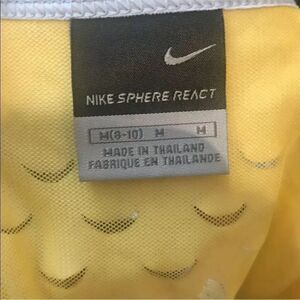 NIKE SPHERE REACT
M(8-10) M M
MADE IN THAILAND
FABRIQUE EN THAILANDE